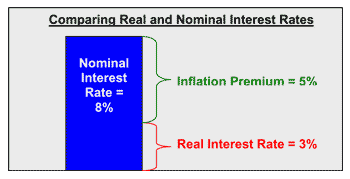 Comparing Real and Nominal Interest Rates
Nominal
Interest
Rate =
8%
Inflation Premium = 5%
Real Interest Rate = 3%